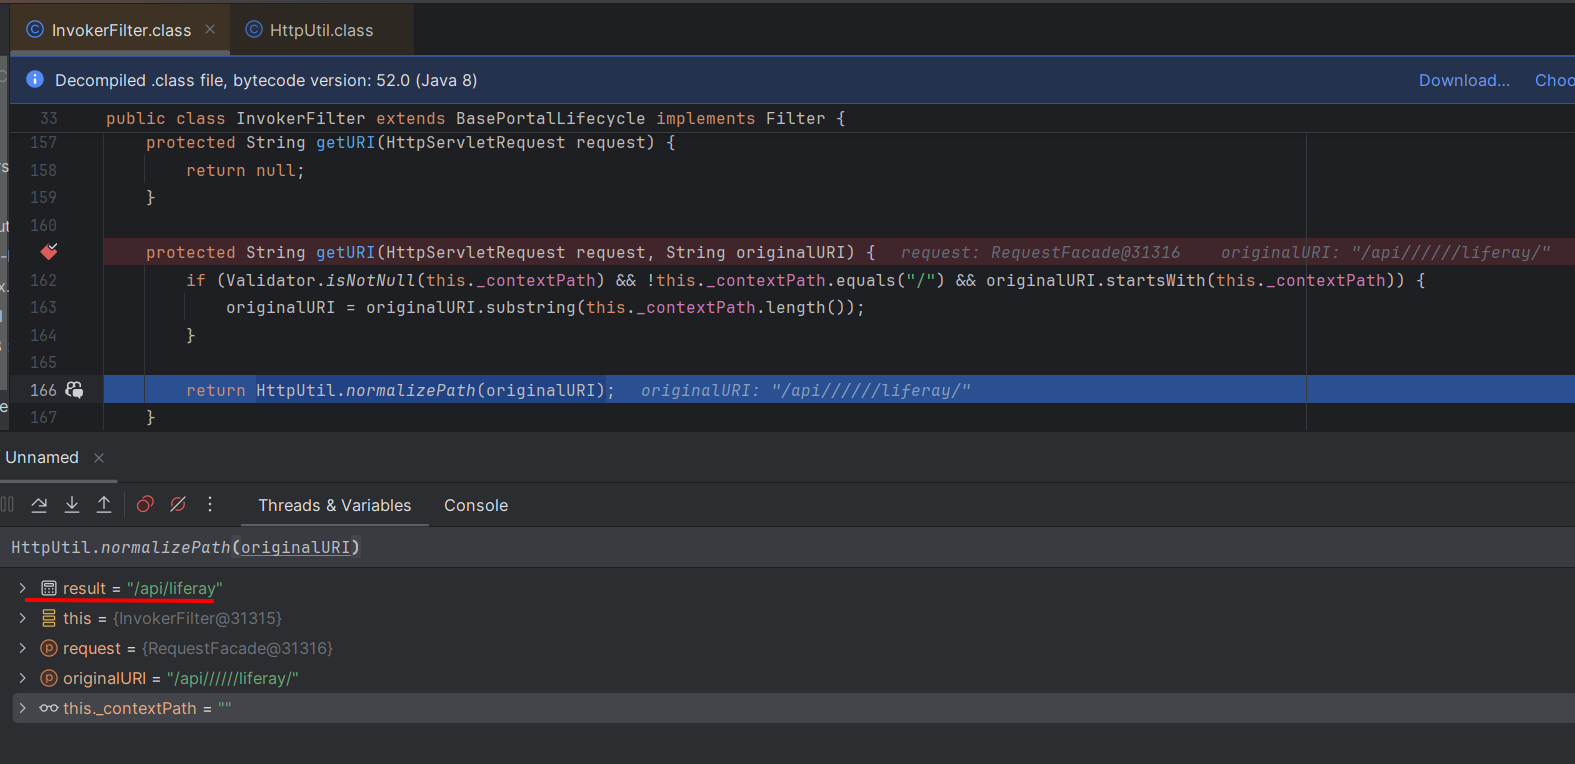 InvokerFilter.class
HttpUtil.class
Decompiled .class file, bytecode version: 52.0 (Java 8) Download... Choo
33 public class InvokerFilter extends BasePortalLifecycle implements Filter {
157 protected String getURI(HttpServletRequest request) {
158 return null;
159 }
160
protected String getURI(HttpServletRequest request, String originalURI) { request: RequestFacade@31316 originalURI: "/api//////liferay/"
162 if (Validator.isNotNull(this._contextPath) && !this._contextPath.equals("/") && originalURI.startsWith(this._contextPath)) {
163 originalURI = originalURI.substring(this._contextPath.length());
164 }
165
166 return HttpUtil.normalizePath(originalURI); originalURI: "/api//////liferay/"
167 }
Unnamed
Threads & Variables Console
HttpUtil.normalizePath(originalURI)
result = "/api/liferay"
this = {InvokerFilter@31315}
request = {RequestFacade@31316}
originalURI = "/api//////liferay/"
this._contextPath = ""